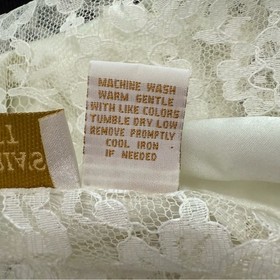 MACHINE WASH
WARM GENTLE
WITH LIKE COLORS
TUMBLE DRY LOW
REMOVE PROMPTLY
COOL IRON
IF NEEDED